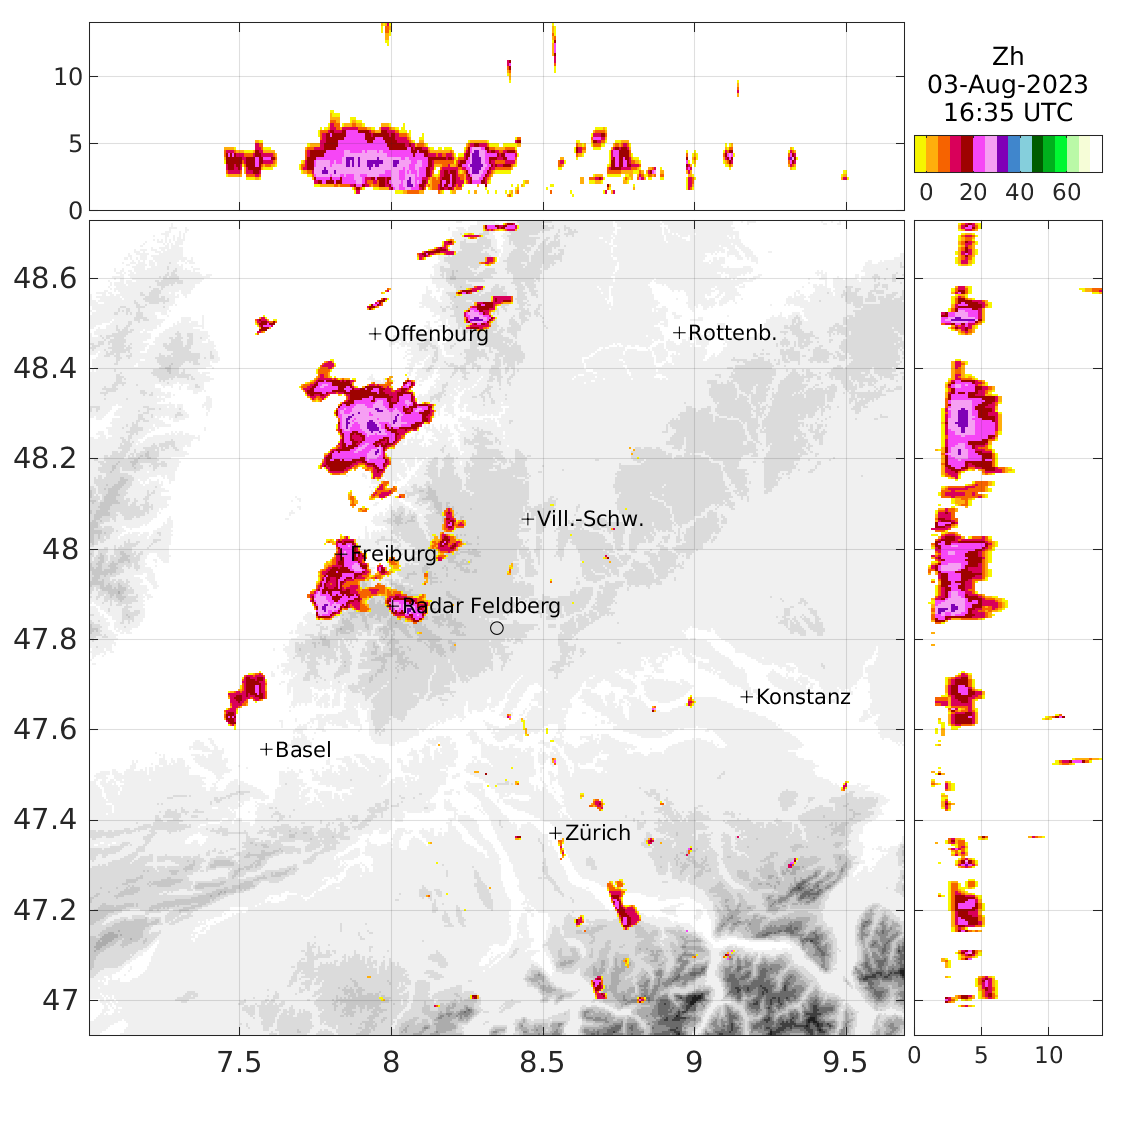 Zh
03-Aug-2023
16:35 UTC
0 20 40 60
10
5
0
48.6
48.4
48.2
48
47.8
47.6
47.4
47.2
47
Offenburg
Rottenb.
Vill.-Schw.
Freiburg
Radar Feldberg
Konstanz
Basel
Zürich
7.5 8 8.5 9 9.5
0 5 10